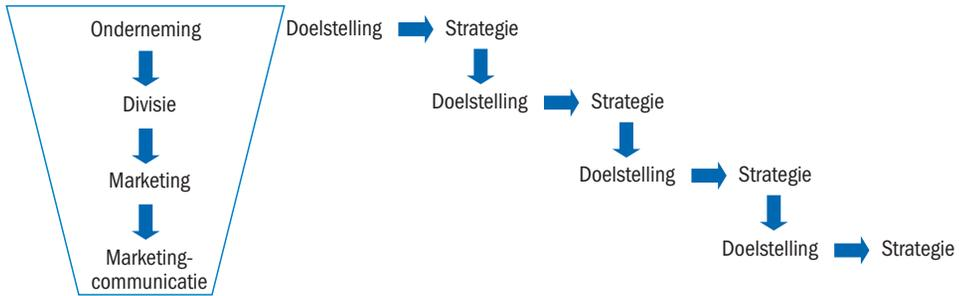 Onderneming Doelstelling Strategie
Divisie Doelstelling Strategie
Marketing Doelstelling Strategie
Marketing-
communicatie Doelstelling Strategie